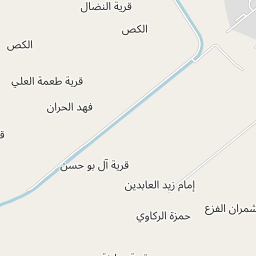 قرية النضال
الكص
الكص
قرية طعمة العلي
فهد الحران
قرية آل بو حسن
إمام زيد العابدين
شمران الفزع
حمزة الركاوي